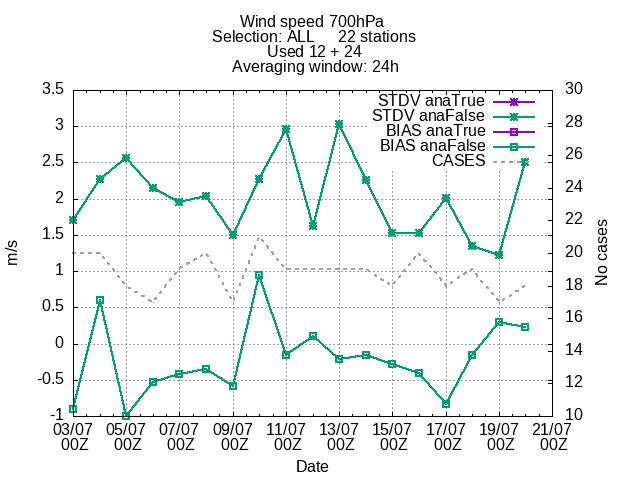 Wind speed 700hPa
Selection: ALL 22 stations
Used 12 + 24
Averaging window: 24h
STDV anaTrue
STDV anaFalse
BIAS anaTrue
BIAS anaFalse
CASES
3.5
3
2.5
2
1.5
1
0.5
0
-0.5
-1
m/s
30
28
26
24
22
20
18
16
14
12
10
No cases
03/07 05/07 07/07 09/07 11/07 13/07 15/07 17/07 19/07 21/07
00Z 00Z 00Z 00Z 00Z 00Z 00Z 00Z 00Z 00Z
Date